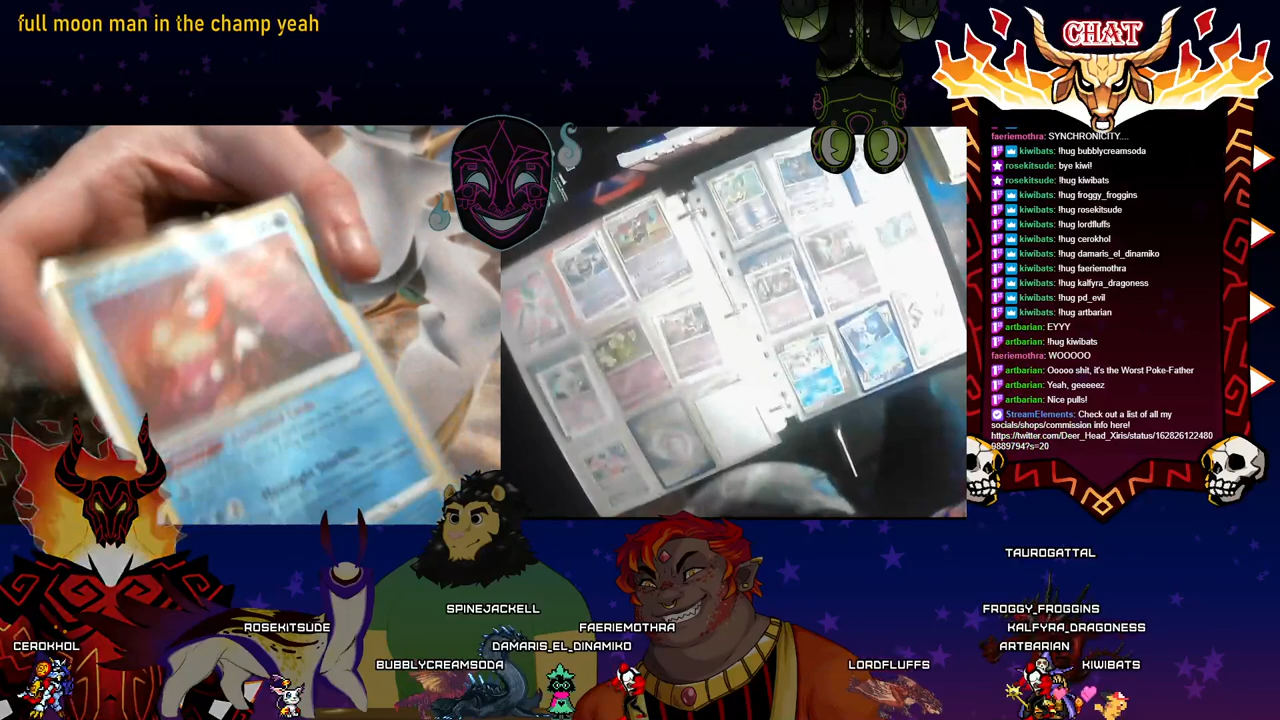 full moon man in the champ yeah
CHAT
faeriemothra: SYNCHRONICITY....
kiwibats: !hug bubblycreamsoda
rosekitsude: bye kiwi!
rosekitsude: !hug kiwibats
kiwibats: !hug froggy_froggins
kiwibats: !hug rosekitsude
kiwibats: !hug lordfluffs
kiwibats: !hug cerokhol
kiwibats: !hug damaris_el_dinamiko
kiwibats: !hug faeriemothra
kiwibats: !hug kalfyra_dragoness
kiwibats: !hug pd_evil
kiwibats: !hug artbarian
artbarian: EYYY
artbarian: !hug kiwibats
faeriemothra: WOOOOO
artbarian: Ooooo shit, it's the Worst Poke-Father
artbarian: Yeah, geeeeez
artbarian: Nice pulls!
StreamElements: Check out a list of all my
socials/shops/commission info here!
https://twitter.com/Deer_Head_Xiris/status/162826122480
9889794?s=20
TAUROGATTAL
SPINEJACKELL
FROGGY_FROGGINS
ROSEKITSUDE
FAERIEMOTHRA
KALFYRA_DRAGONESS
CEROKHOL
DAMARIS_EL_DINAMIKO
ARTBARIAN
BUBBLYCREAMSODA
LORDFLUFFS
KIWIBATS